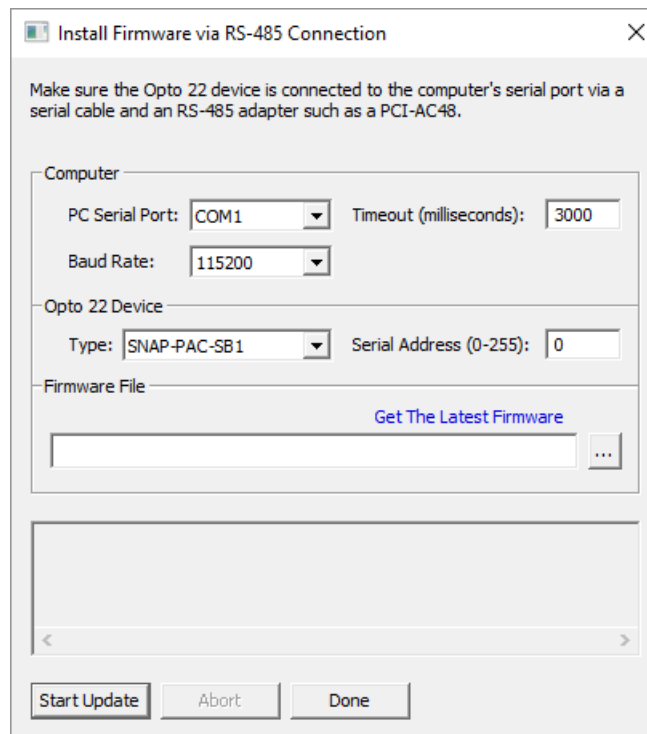 Install Firmware via RS-485 Connection
Make sure the Opto 22 device is connected to the computer's serial port via a
serial cable and an RS-485 adapter such as a PCI-AC48.
Computer
PC Serial Port: COM1 Timeout (milliseconds): 3000
Baud Rate: 115200
Opto 22 Device
Type: SNAP-PAC-SB1 Serial Address (0-255): 0
Firmware File
Get The Latest Firmware
...
Start Update Abort Done